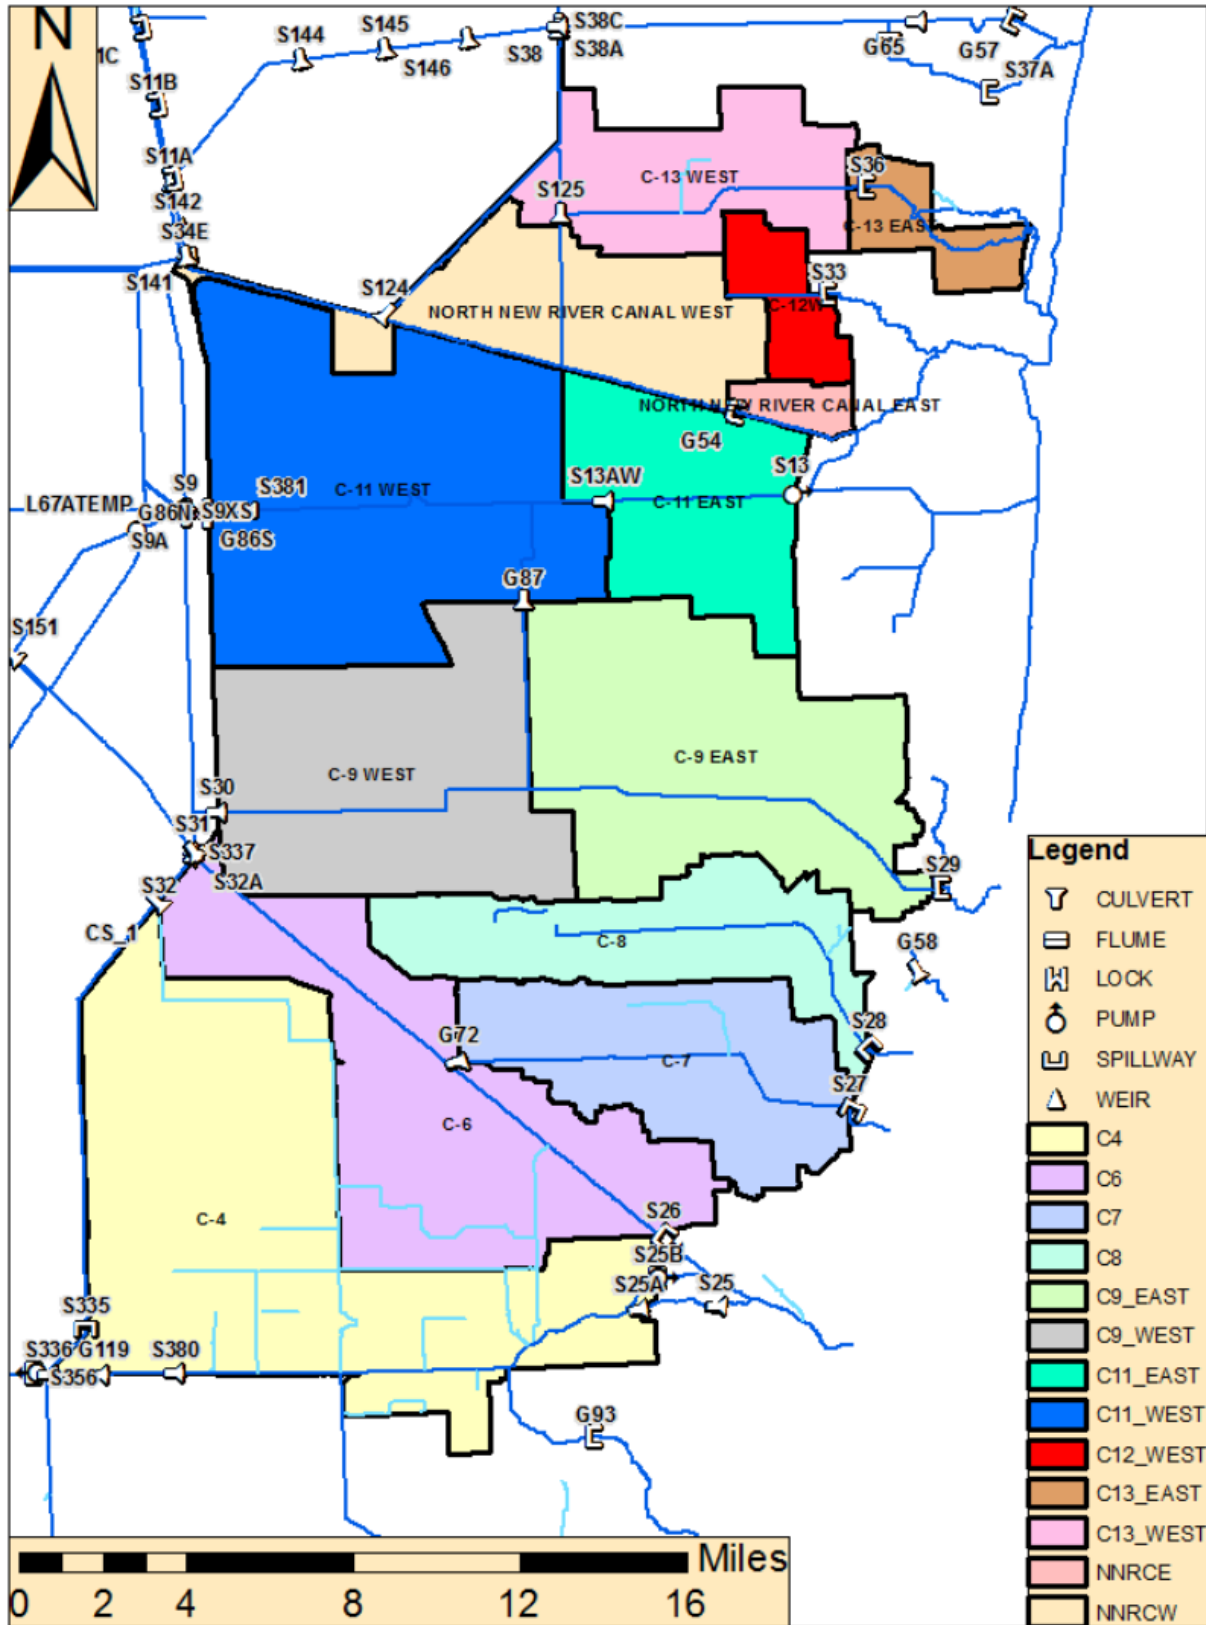 N
1C
S144
S145
S146
S38
S38C
S38A
G65
G57
S37A
S11B
S11A
S142
S34E
S141
S124
S125
C-13 WEST
S36
C-13 EAST
S33
C-12W
NORTH NEW RIVER CANAL WEST
NORTH NEW RIVER CANAL EAST
G54
S13
S13AW
C-11 EAST
C-11 WEST
S381
S9
L67ATEMP
G86N
S9XS
S9A
G86S
G87
S151
C-9 EAST
C-9 WEST
S30
S31
S337
S32A
S32
CS_1
S29
G58
C-8
S28
G72
C-7
S27
C-6
C-4
S26
S25B
S25A
S25
S335
S336
G119
S380
S356
G93
Legend
CULVERT
FLUME
LOCK
PUMP
SPILLWAY
WEIR
C4
C6
C7
C8
C9_EAST
C9_WEST
C11_EAST
C11_WEST
C12_WEST
C13_EAST
C13_WEST
NNRCE
NNRCW
Miles
0 2 4 8 12 16